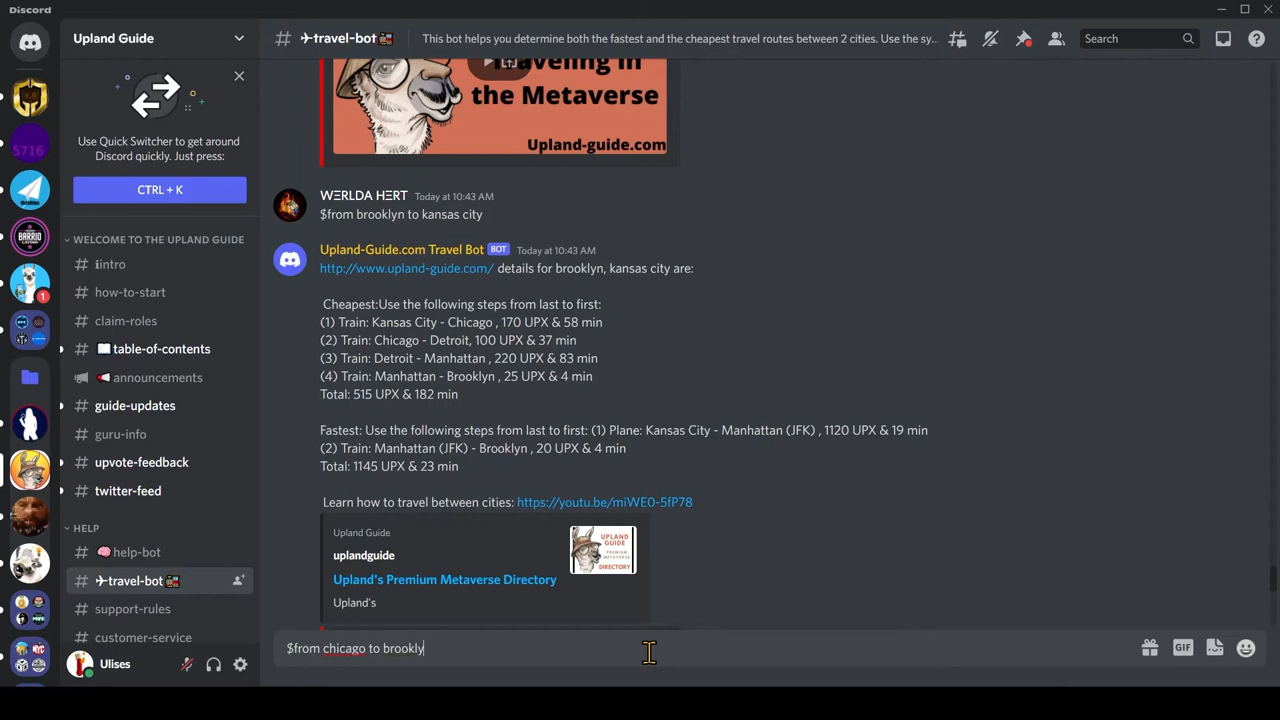 Discord
Upland Guide
Use Quick Switcher to get around
Discord quickly. Just press:
CTRL + K
WELCOME TO THE UPLAND GUIDE
# intro
# how-to-start
# claim-roles
# 📖table-of-contents
📢announcements
# guide-updates
# guru-info
# upvote-feedback
# twitter-feed
HELP
# 🧠help-bot
# ✈travel-bot🚂
# support-rules
# customer-service
Ulises
5716
BARRIO
1
# ✈travel-bot🚂
This bot helps you determine both the fastest and the cheapest travel routes between 2 cities. Use the sy...
Search
Traveling in
the Metaverse
Upland-guide.com
WΞRLDA HΞRT Today at 10:43 AM
$from brooklyn to kansas city
Upland-Guide.com Travel Bot BOT Today at 10:43 AM
http://www.upland-guide.com/ details for brooklyn, kansas city are:
Cheapest:Use the following steps from last to first:
(1) Train: Kansas City - Chicago , 170 UPX & 58 min
(2) Train: Chicago - Detroit, 100 UPX & 37 min
(3) Train: Detroit - Manhattan , 220 UPX & 83 min
(4) Train: Manhattan - Brooklyn , 25 UPX & 4 min
Total: 515 UPX & 182 min
Fastest: Use the following steps from last to first: (1) Plane: Kansas City - Manhattan (JFK) , 1120 UPX & 19 min
(2) Train: Manhattan (JFK) - Brooklyn , 20 UPX & 4 min
Total: 1145 UPX & 23 min
Learn how to travel between cities: https://youtu.be/miWE0-5fP78
Upland Guide
uplandguide
Upland's Premium Metaverse Directory
Upland's
UPLAND
GUIDE
PREMIUM
METAVERSE
DIRECTORY
$from chicago to brookly
GIF